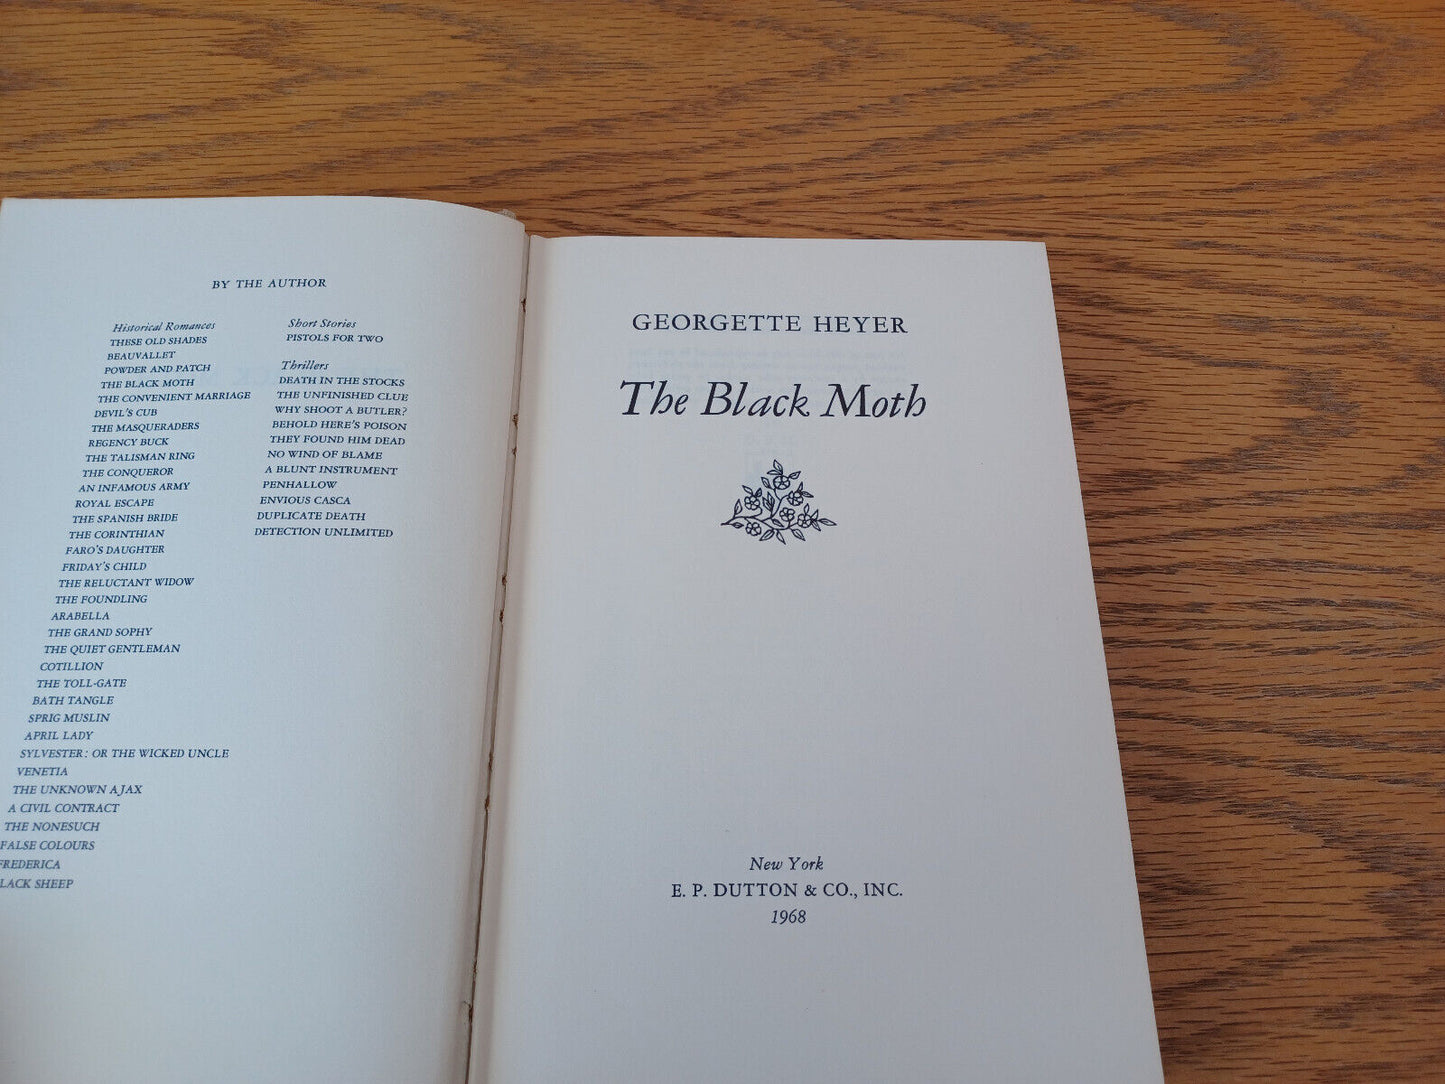 BY THE AUTHOR
Historical Romances
THESE OLD SHADES
BEAUVALLET
POWDER AND PATCH
THE BLACK MOTH
THE CONVENIENT MARRIAGE
DEVIL'S CUB
THE MASQUERADERS
REGENCY BUCK
THE TALISMAN RING
THE CONQUEROR
AN INFAMOUS ARMY
ROYAL ESCAPE
THE SPANISH BRIDE
THE CORINTHIAN
FARO'S DAUGHTER
FRIDAY'S CHILD
THE RELUCTANT WIDOW
THE FOUNDLING
ARABELLA
THE GRAND SOPHY
THE QUIET GENTLEMAN
COTILLION
THE TOLL-GATE
BATH TANGLE
SPRIG MUSLIN
APRIL LADY
SYLVESTER: OR THE WICKED UNCLE
VENETIA
THE UNKNOWN AJAX
A CIVIL CONTRACT
THE NONESUCH
FALSE COLOURS
FREDERICA
LACK SHEEP
Short Stories
PISTOLS FOR TWO
Thrillers
DEATH IN THE STOCKS
THE UNFINISHED CLUE
WHY SHOOT A BUTLER?
BEHOLD HERE'S POISON
THEY FOUND HIM DEAD
NO WIND OF BLAME
A BLUNT INSTRUMENT
PENHALLOW
ENVIOUS CASCA
DUPLICATE DEATH
DETECTION UNLIMITED
GEORGETTE HEYER
The Black Moth
New York
E. P. DUTTON & CO., INC.
1968